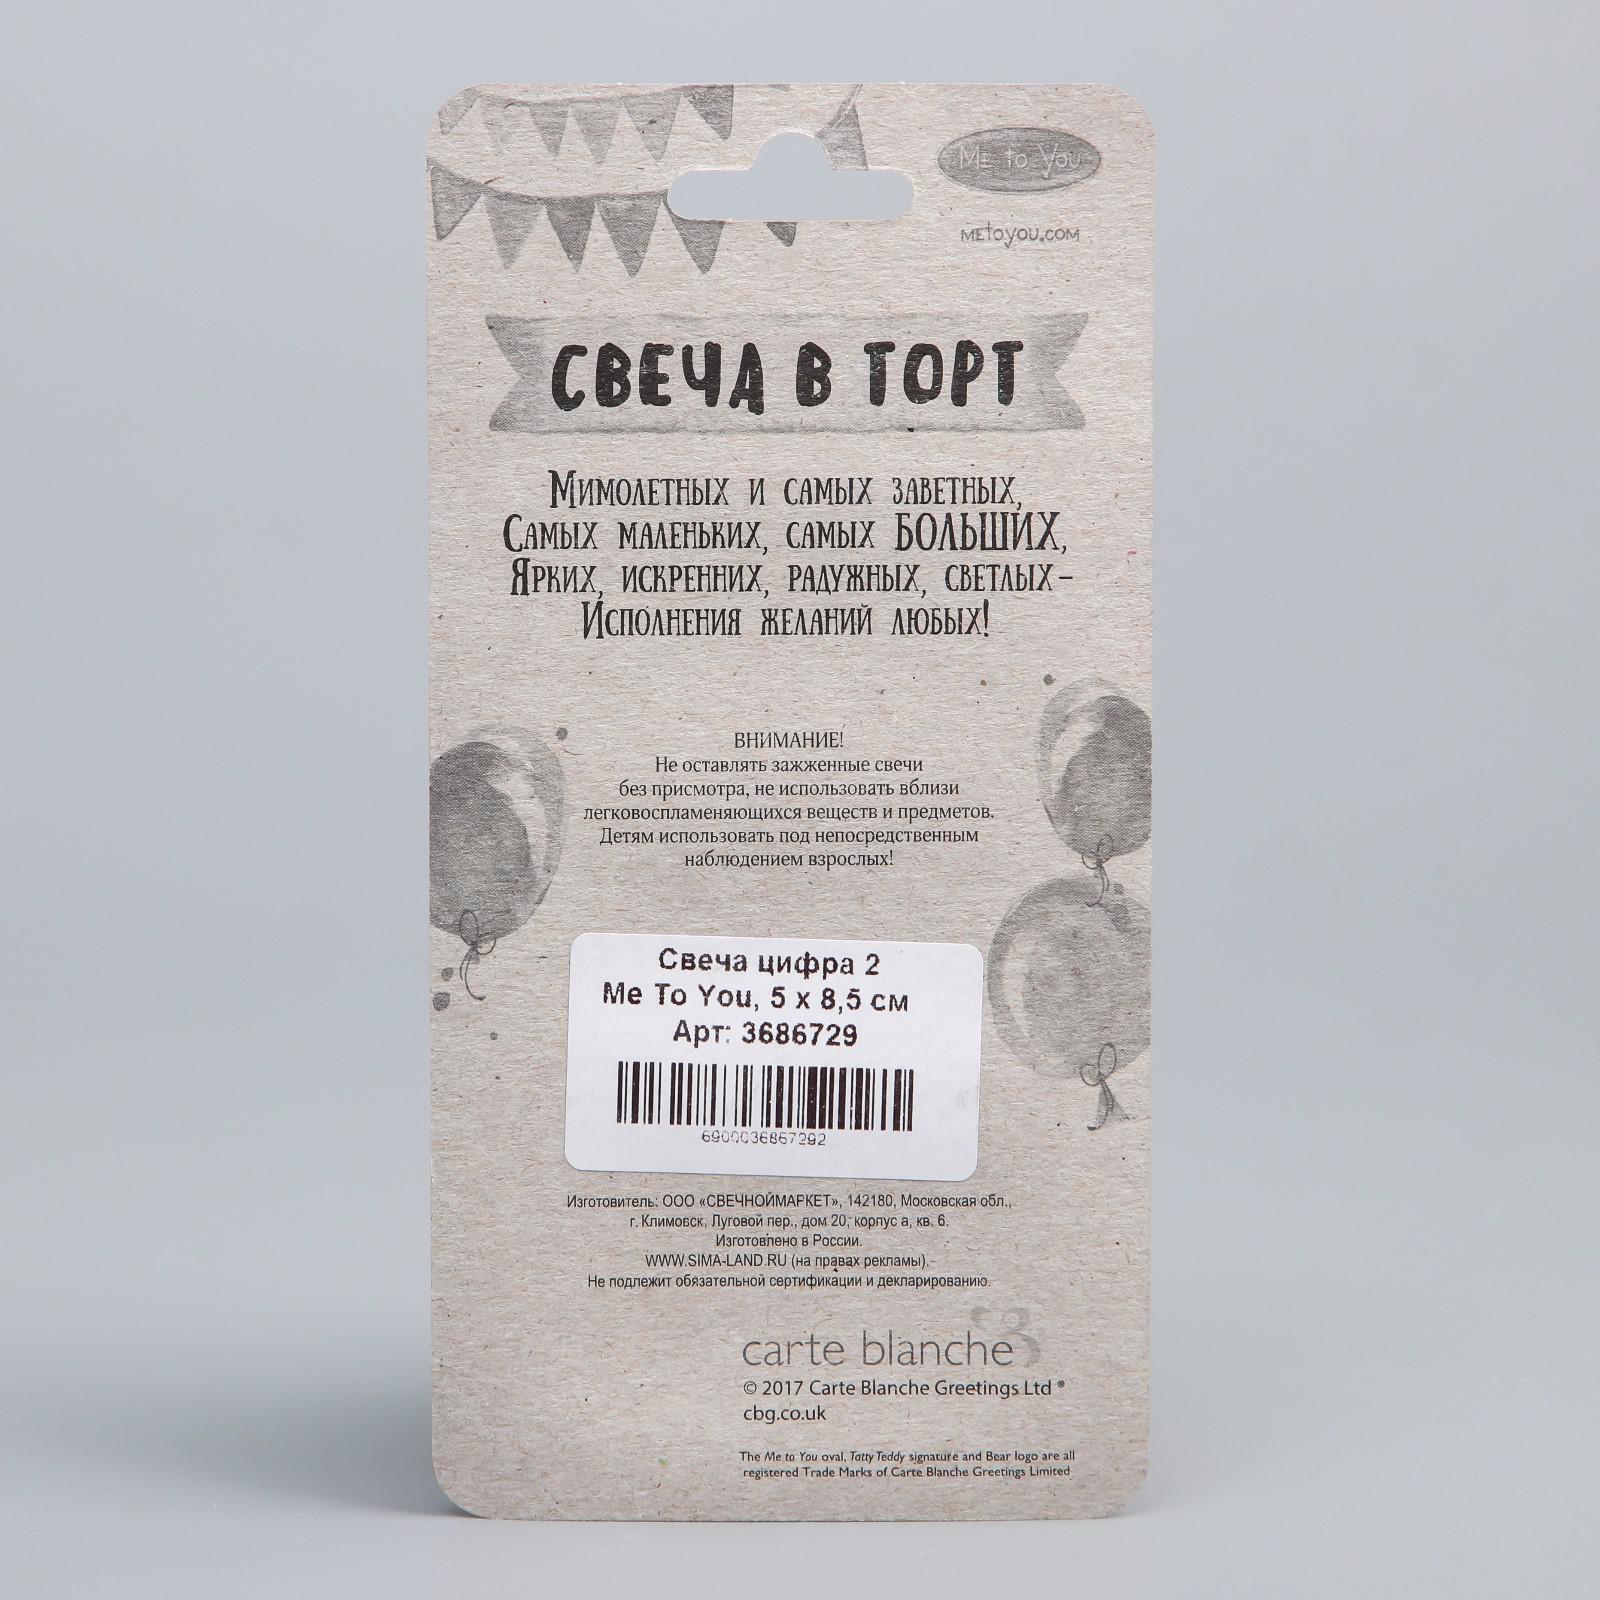 Me to You
metoyou.com
СВЕЧА В ТОРТ
Мимолетных и самых заветных,
Самых маленьких, самых БОЛЬШИХ,
Ярких, искренних, радужных, светлых –
Исполнения желаний любых!
ВНИМАНИЕ!
Не оставлять зажженные свечи
без присмотра, не использовать вблизи
легковоспламеняющихся веществ и предметов.
Детям использовать под непосредственным
наблюдением взрослых!
Свеча цифра 2
Me To You, 5 x 8,5 см
Арт: 3686729
6900036867292
Изготовитель: ООО «СВЕЧНОЙМАРКЕТ», 142180, Московская обл.,
г. Климовск, Луговой пер., дом 20, корпус а, кв. 6.
Изготовлено в России.
WWW.SIMA-LAND.RU (на правах рекламы).
Не подлежит обязательной сертификации и декларированию.
carte blanche
© 2017 Carte Blanche Greetings Ltd ®
cbg.co.uk
The Me to You oval, Tatty Teddy signature and Bear logo are all
registered Trade Marks of Carte Blanche Greetings Limited